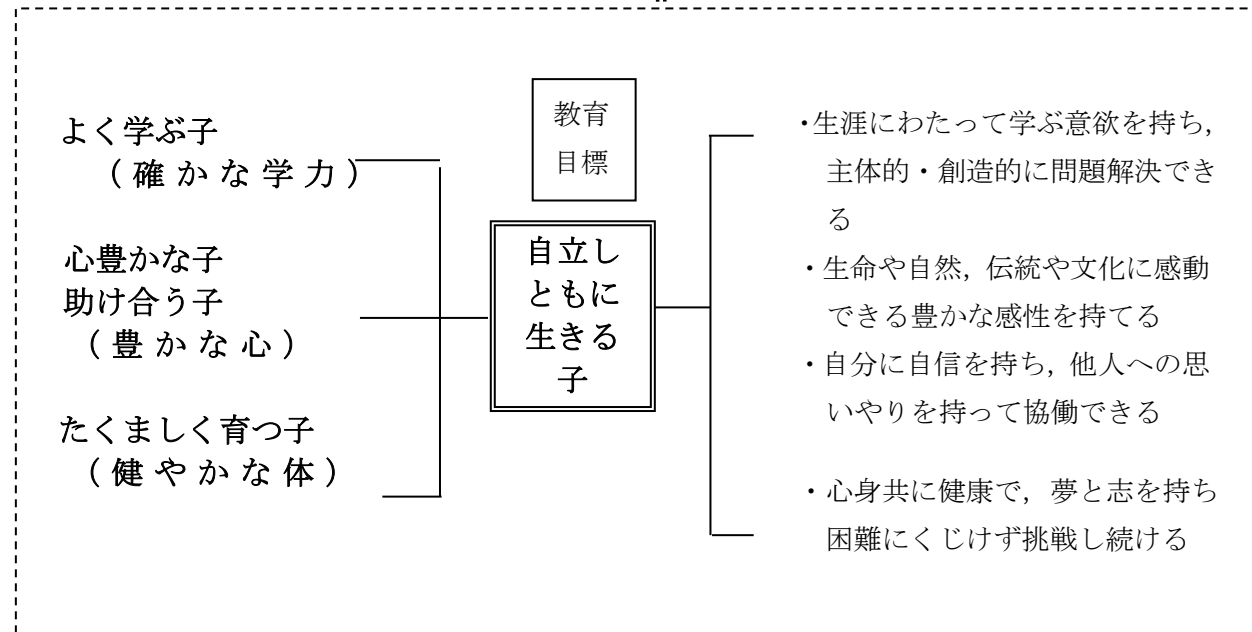 よく学ぶ子
（確かな学力）
心豊かな子
助け合う子
（豊かな心）
たくましく育つ子
（健やかな体）
教育
目標
自立し
ともに
生きる
子
・生涯にわたって学ぶ意欲を持ち，
主体的・創造的に問題解決でき
る
・生命や自然，伝統や文化に感動
できる豊かな感性を持てる
・自分に自信を持ち，他人への思
いやりを持って協働できる
・心身共に健康で，夢と志を持ち
困難にくじけず挑戦し続ける